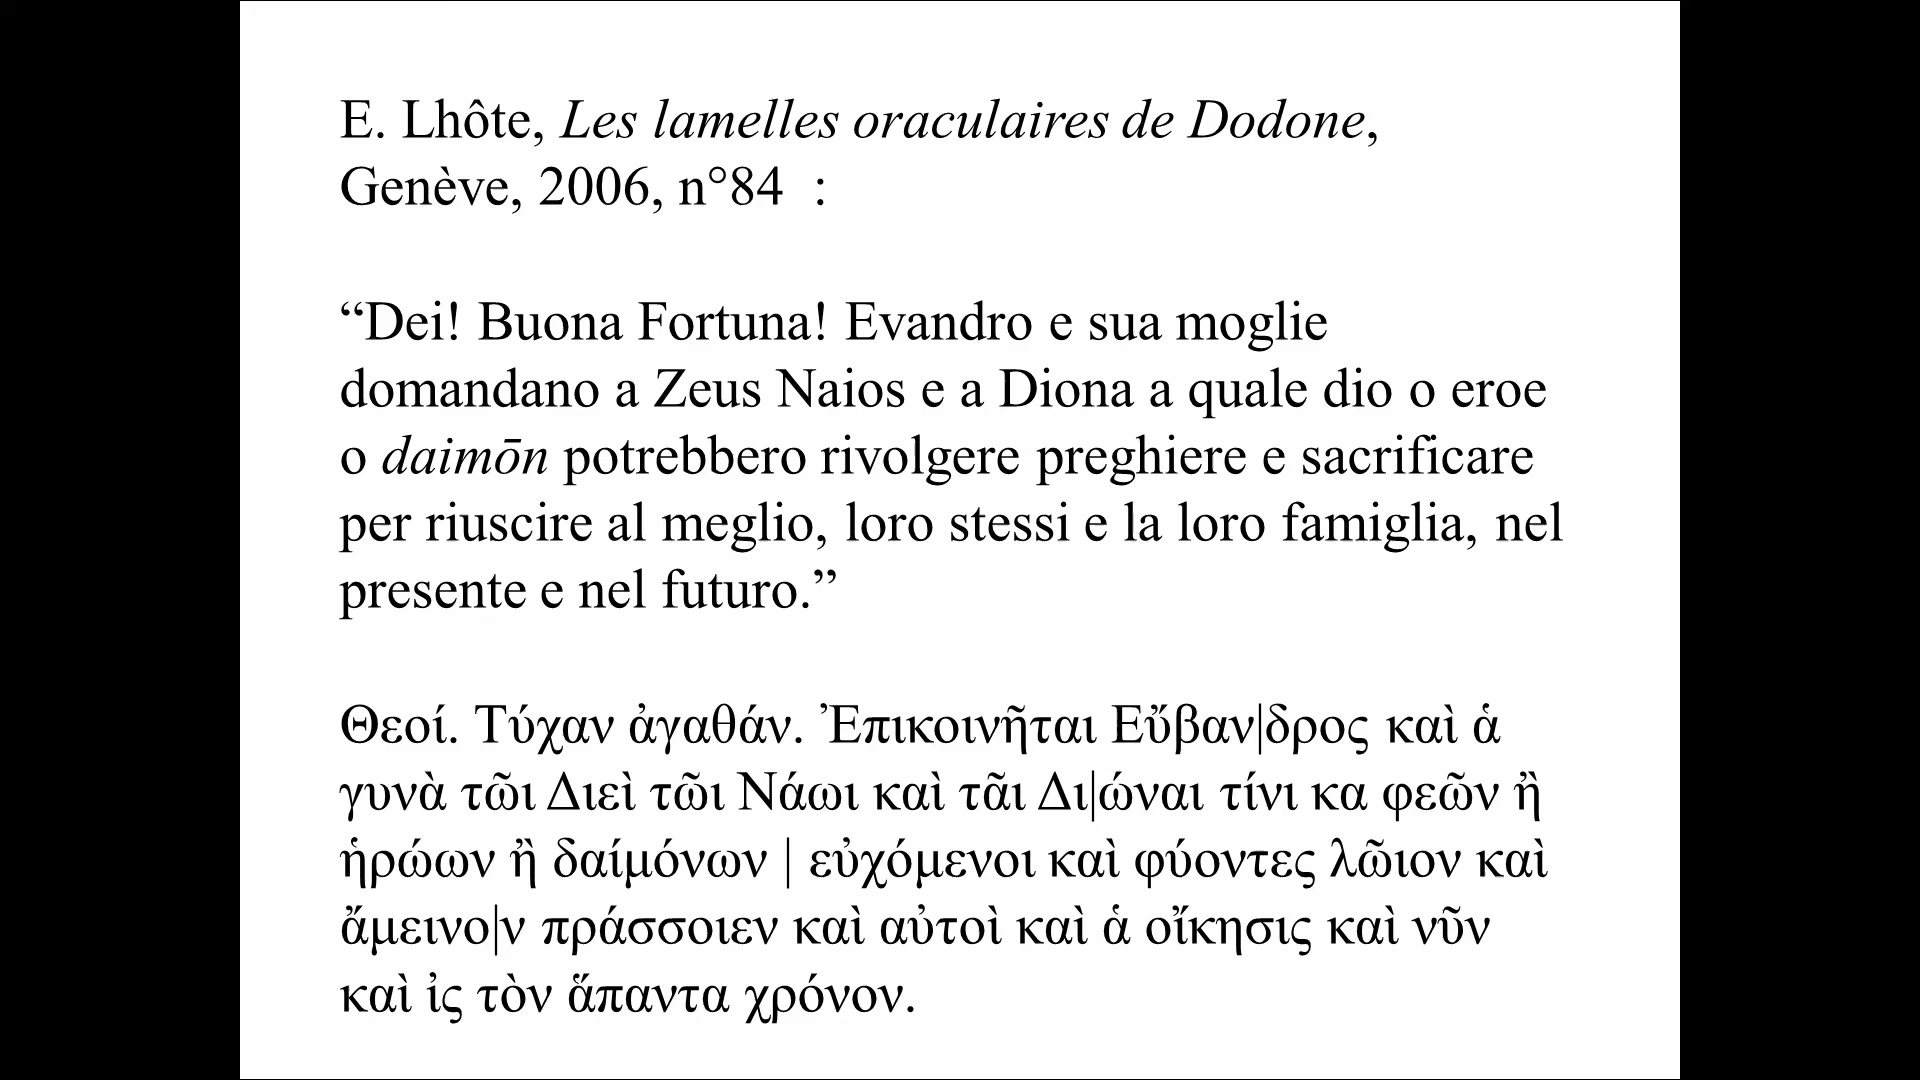 E. Lhôte, Les lamelles oraculaires de Dodone,
Genève, 2006, n°84 :
“Dei! Buona Fortuna! Evandro e sua moglie
domandano a Zeus Naios e a Diona a quale dio o eroe
o daimōn potrebbero rivolgere preghiere e sacrificare
per riuscire al meglio, loro stessi e la loro famiglia, nel
presente e nel futuro.”
Θεοί. Τύχαν ἀγαθάν. Ἐπικοινῆται Εὔβαν|δρος καὶ ἁ
γυνὰ τῶι Διεὶ τῶι Νάωι καὶ τᾶι Δι|ώναι τίνι κα φεῶν ἢ
ἡρώων ἢ δαίμόνων | εὐχόμενοι καὶ φύοντες λῶιον καὶ
ἄμεινο|ν πράσσοιεν καὶ αὐτοὶ καὶ ἁ οἴκησις καὶ νῦν
καὶ ἰς τὸν ἅπαντα χρόνον.